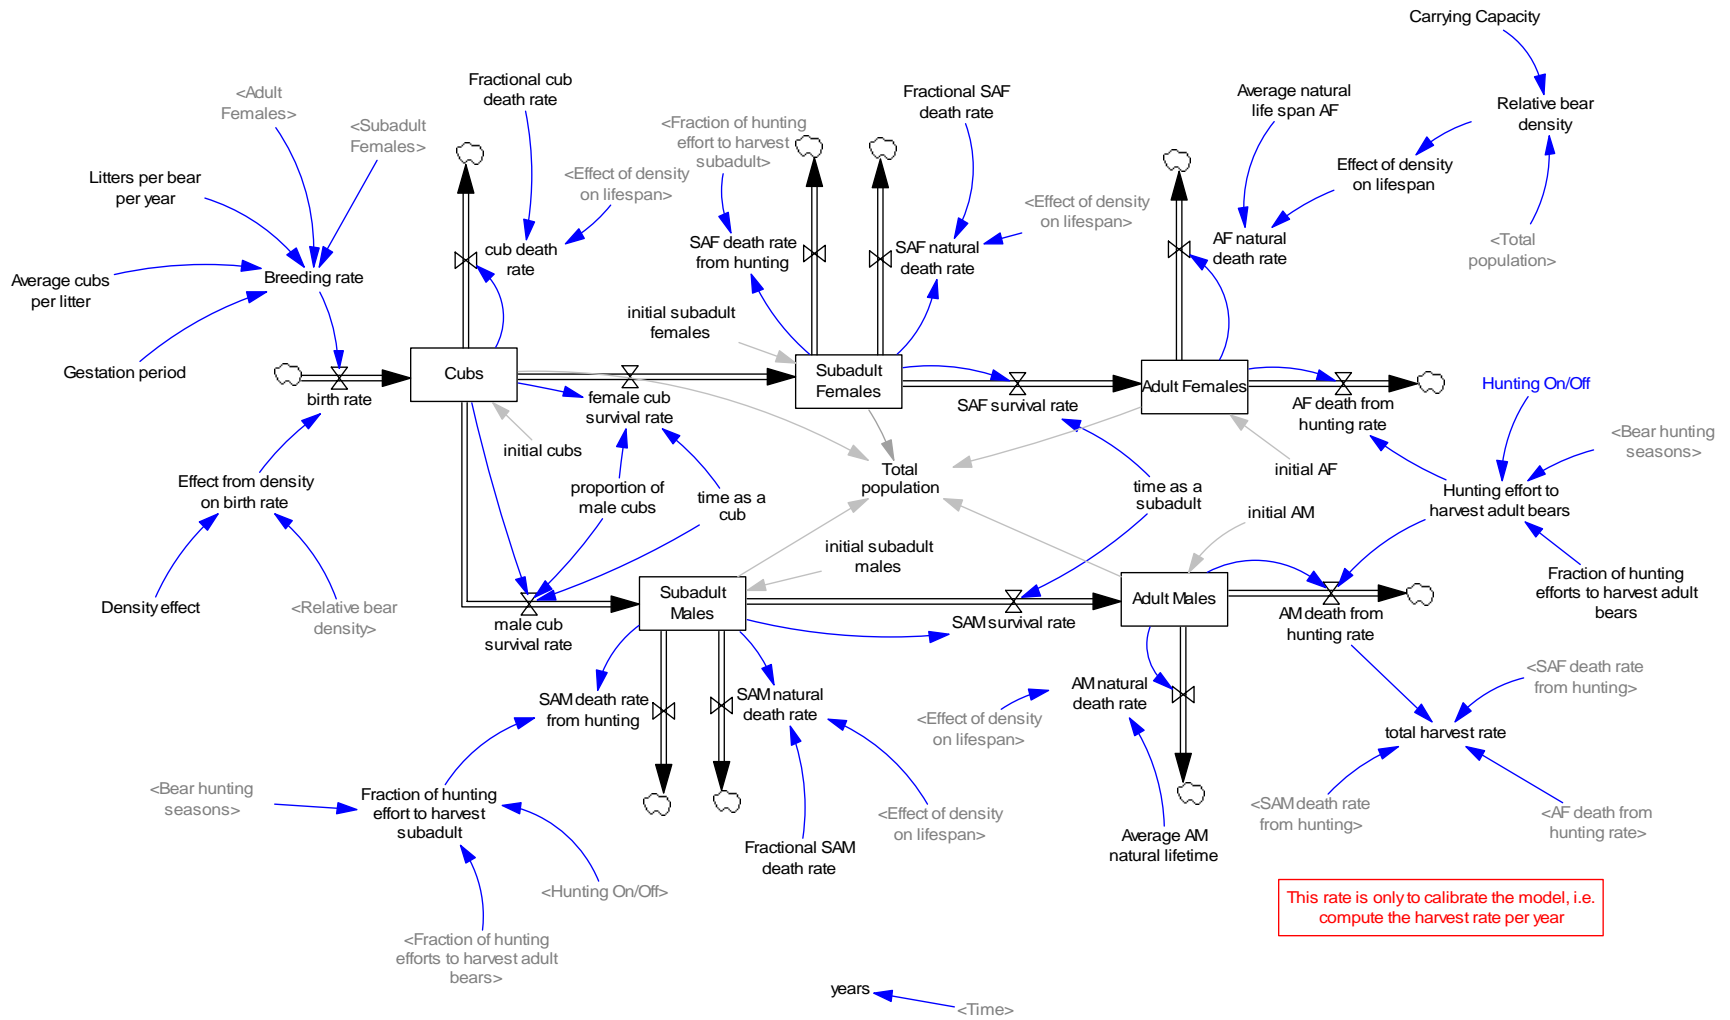 Carrying Capacity
Fractional cub
death rate
<Adult
Females>
<Subadult
Females>
<Fraction of hunting
effort to harvest
subadult>
Fractional SAF
death rate
Average natural
life span AF
Relative bear
density
Litters per bear
per year
<Effect of density
on lifespan>
Effect of density
on lifespan
<Effect of density
on lifespan>
cub death
rate
SAF death rate
from hunting
SAF natural
death rate
AF natural
death rate
<Total
population>
Average cubs
per litter
Breeding rate
initial subadult
females
Gestation period
Cubs
Subadult
Females
Adult Females
Hunting On/Off
birth rate
female cub
survival rate
SAF survival rate
AF death from
hunting rate
<Bear hunting
seasons>
initial cubs
Total
population
initial AF
Effect from density
on birth rate
proportion of
male cubs
time as a
cub
time as a
subadult
Hunting effort to
harvest adult bears
initial AM
initial subadult
males
Density effect
<Relative bear
density>
Subadult
Males
Adult Males
Fraction of hunting
efforts to harvest adult
bears
male cub
survival rate
SAM survival rate
AM death from
hunting rate
<SAF death rate
from hunting>
SAM death rate
from hunting
SAM natural
death rate
AM natural
death rate
<Effect of density
on lifespan>
total harvest rate
<Bear hunting
seasons>
Fraction of hunting
effort to harvest
subadult
<Effect of density
on lifespan>
<SAM death rate
from hunting>
<AF death from
hunting rate>
Fractional SAM
death rate
Average AM
natural lifetime
<Hunting On/Off>
This rate is only to calibrate the model, i.e.
compute the harvest rate per year
<Fraction of hunting
efforts to harvest adult
bears>
years
<Time>